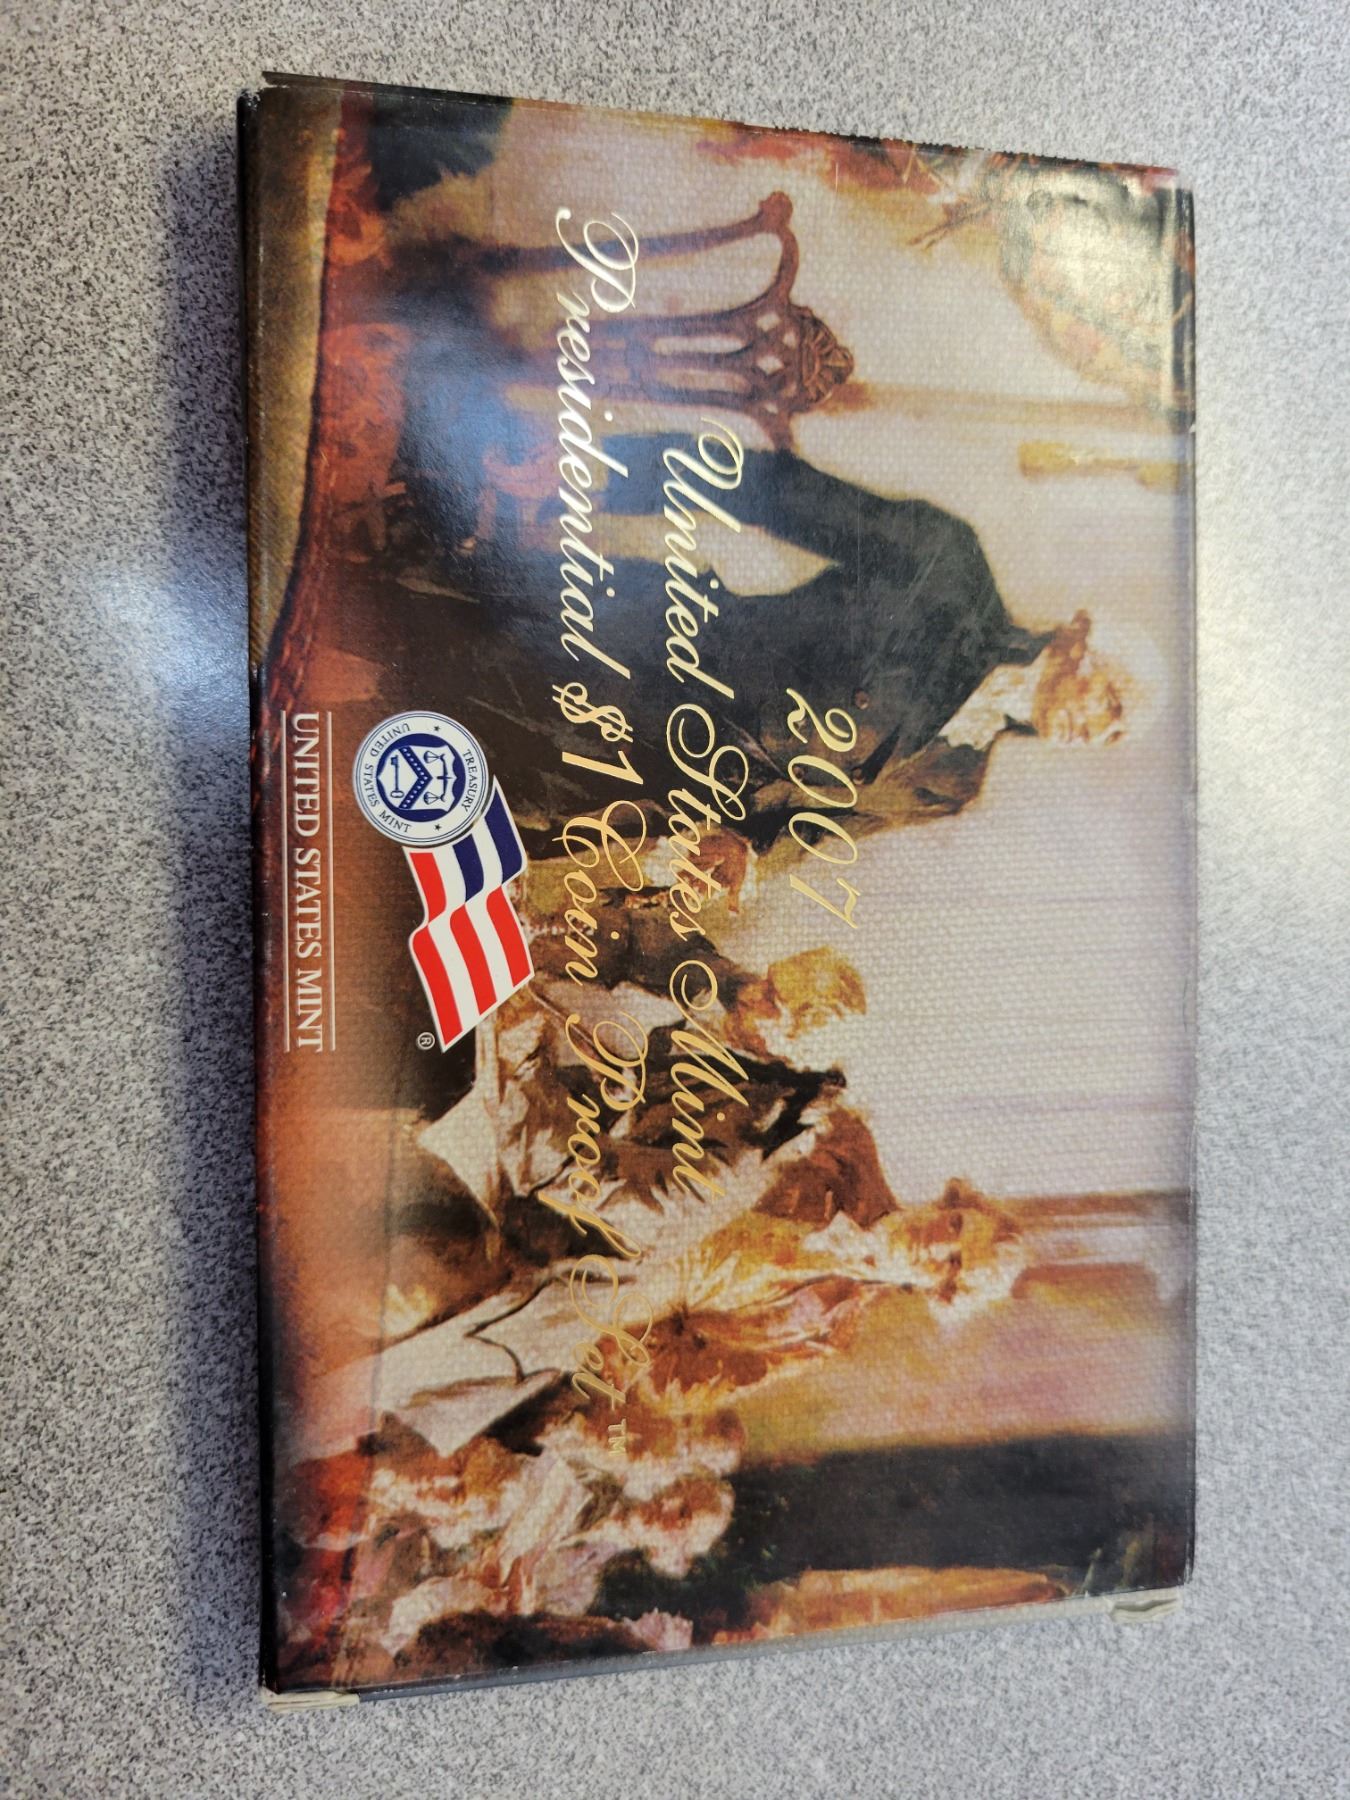 2007
United States Mint
Presidential $1 Coin Proof Set™
TREASURY
UNITED STATES MINT
®
UNITED STATES MINT